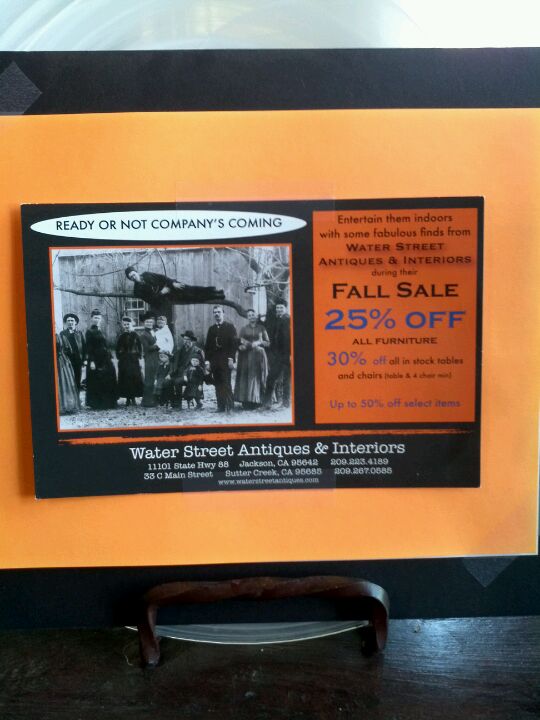 READY OR NOT COMPANY'S COMING
Entertain them indoors
with some fabulous finds from
WATER STREET
ANTIQUES & INTERIORS
during their
FALL SALE
25% OFF
ALL FURNITURE
30% off all in stock tables
and chairs (table & 4 chair min)
Up to 50% off select items
Water Street Antiques & Interiors
11101 State Hwy 88 Jackson, CA 95642 209.223.4189
33 C Main Street Sutter Creek, CA 95685 209.267.0585
www.waterstreetantiques.com